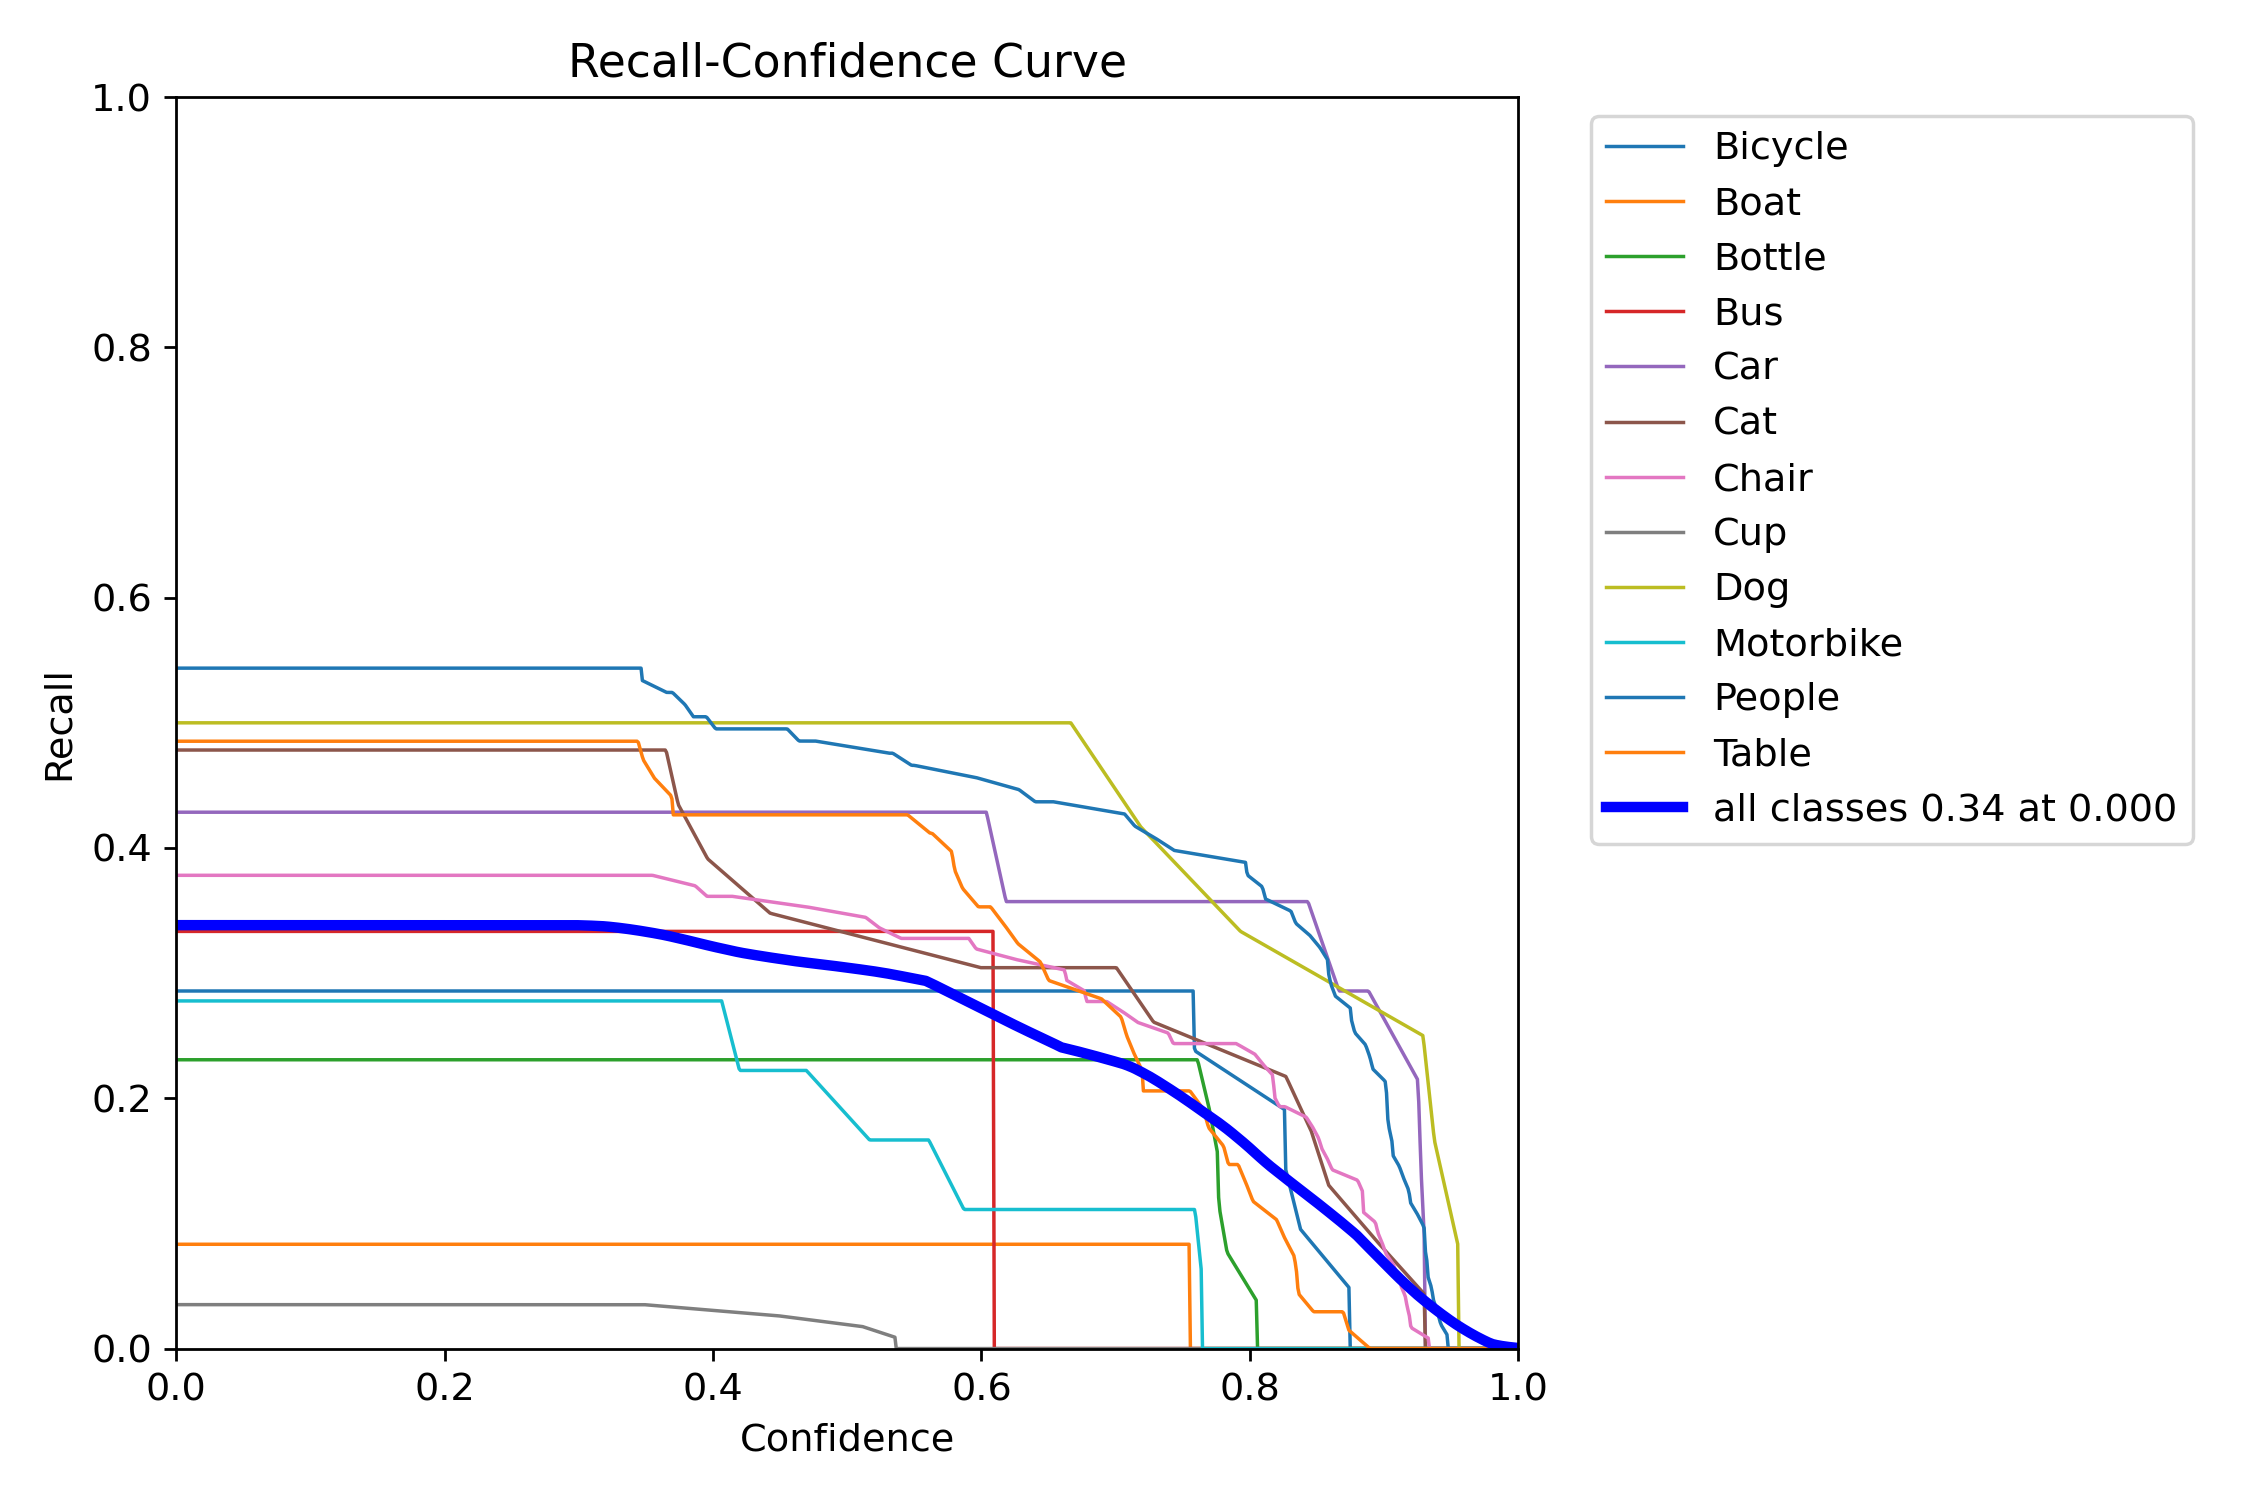 Recall-Confidence Curve
1.0
0.8
0.6
0.4
0.2
0.0
Recall
0.0 0.2 0.4 0.6 0.8 1.0
Confidence
Bicycle
Boat
Bottle
Bus
Car
Cat
Chair
Cup
Dog
Motorbike
People
Table
all classes 0.34 at 0.000